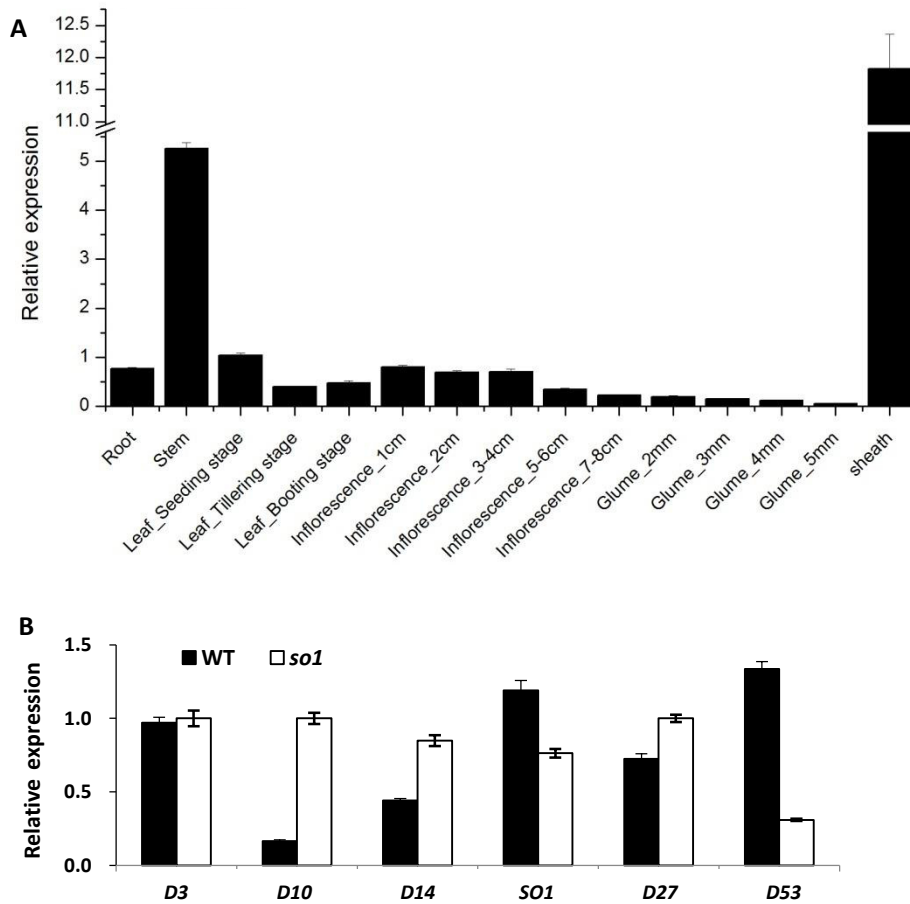 A
12.5
12.0
11.5
11.0
5
4
3
2
1
0
Relative expression
Root
Stem
Leaf_Seeding stage
Leaf_Tillering stage
Leaf_Booting stage
Inflorescence_1cm
Inflorescence_2cm
Inflorescence_3-4cm
Inflorescence_5-6cm
Inflorescence_7-8cm
Glume_2mm
Glume_3mm
Glume_4mm
Glume_5mm
sheath
B
1.5
1.0
0.5
0.0
Relative expression
WT so1
D3 D10 D14 SO1 D27 D53